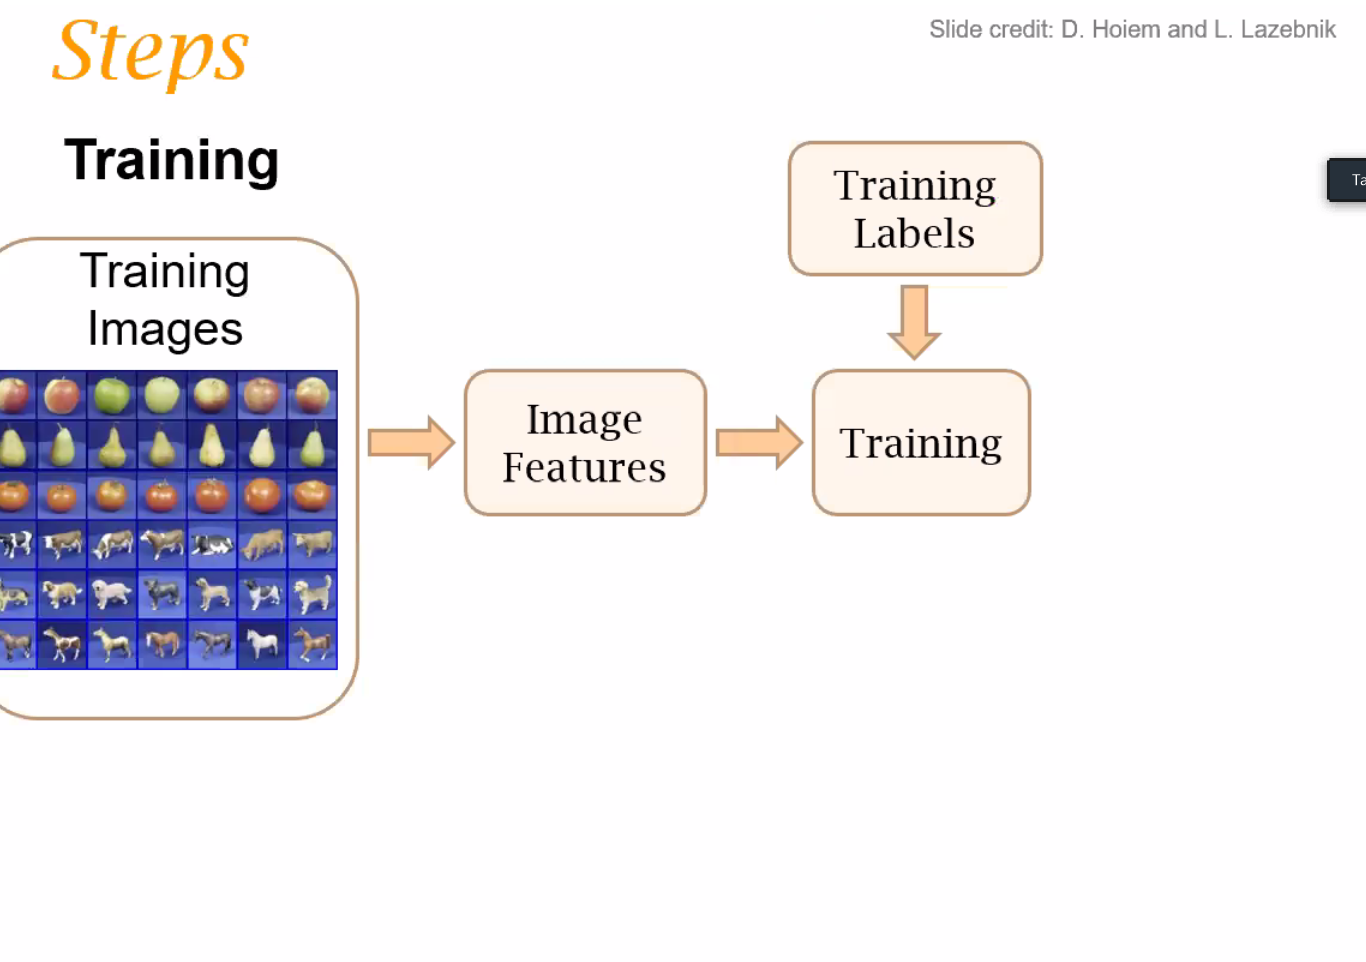 Steps
Slide credit: D. Hoiem and L. Lazebnik
Training
Training
Images
Image
Features
Training
Labels
Training